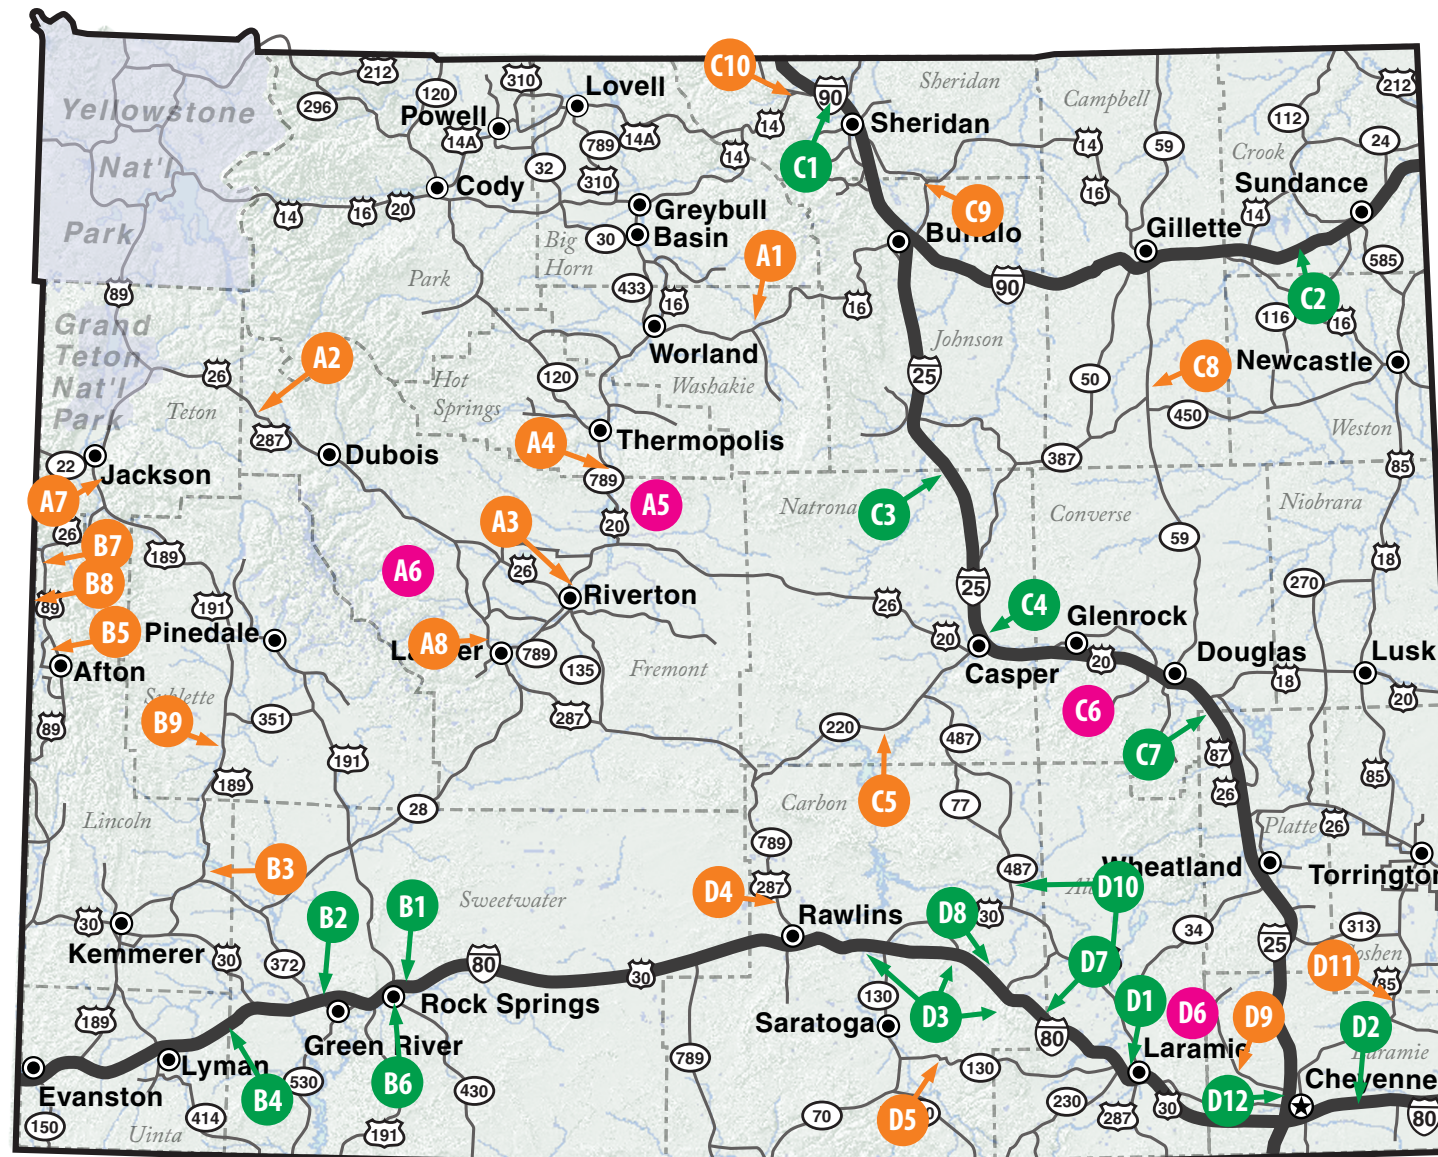 212
310
Lovell
C10
90
Sheridan
212
296
120
Powell
14A
789
14A
14
Sheridan
Campbell
112
32
310
14
C1
14
59
Crook
24
Cody
16
Sundance
Yellowstone
Nat'l
Park
14
16
20
Greybull
30
Basin
C9
Buffalo
Gillette
14
Big
Horn
A1
585
89
Park
433
16
16
90
C2
116
16
Grand
Teton
Nat'l
Park
A2
Worland
Johnson
Newcastle
26
120
Hot
Springs
Washakie
25
50
C8
Teton
450
287
Dubois
A4
Thermopolis
Weston
22
Jackson
387
85
A7
789
A5
Natrona
C3
Converse
Niobrara
26
B7
189
A3
20
59
18
B8
A6
26
Riverton
25
270
89
191
26
C4
Glenrock
B5
Pinedale
A8
789
20
Douglas
Lusk
Afton
135
Fremont
Casper
20
18
20
Sublette
C6
B9
351
287
220
487
89
191
C7
87
189
C5
85
28
Carbon
77
26
Lincoln
Platte
26
789
B3
487
Wheatland
Torrington
D4
287
D10
B2
B1
Sweetwater
Rawlins
D8
30
30
Kemmerer
34
313
Goshen
30
372
80
25
D11
30
D7
85
189
Rock Springs
130
D3
D1
D6
D9
D2
Green River
Saratoga
80
Laramie
Laramie
Lyman
789
Evanston
B4
530
B6
130
Cheyenne
430
230
D12
150
414
70
D5
287
30
80
Uinta
191